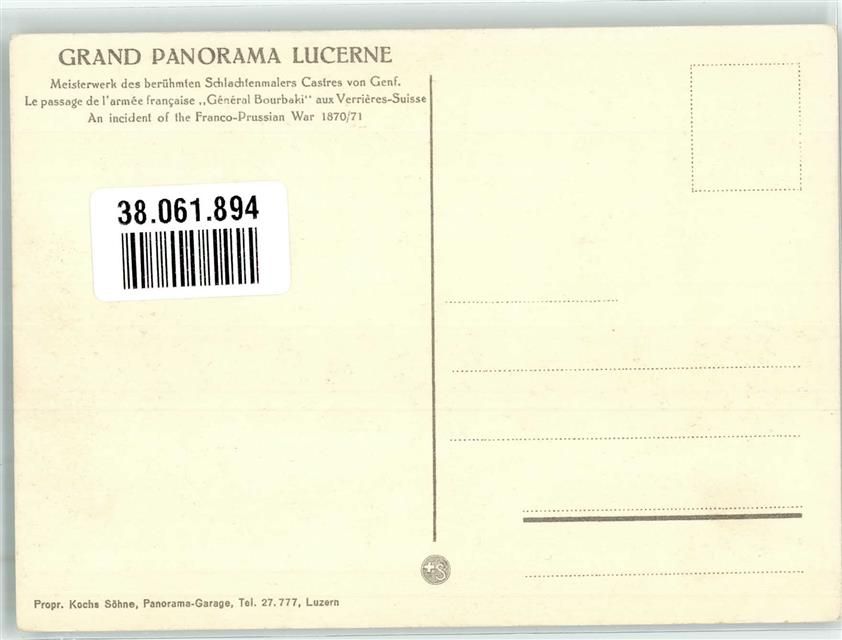 GRAND PANORAMA LUCERNE
Meisterwerk des berühmten Schlachtenmalers Castres von Genf.
Le passage de l'armée française „Général Bourbaki" aux Verrières-Suisse
An incident of the Franco-Prussian War 1870/71
38.061.894
S
Propr. Kochs Söhne, Panorama-Garage, Tel. 27.777, Luzern